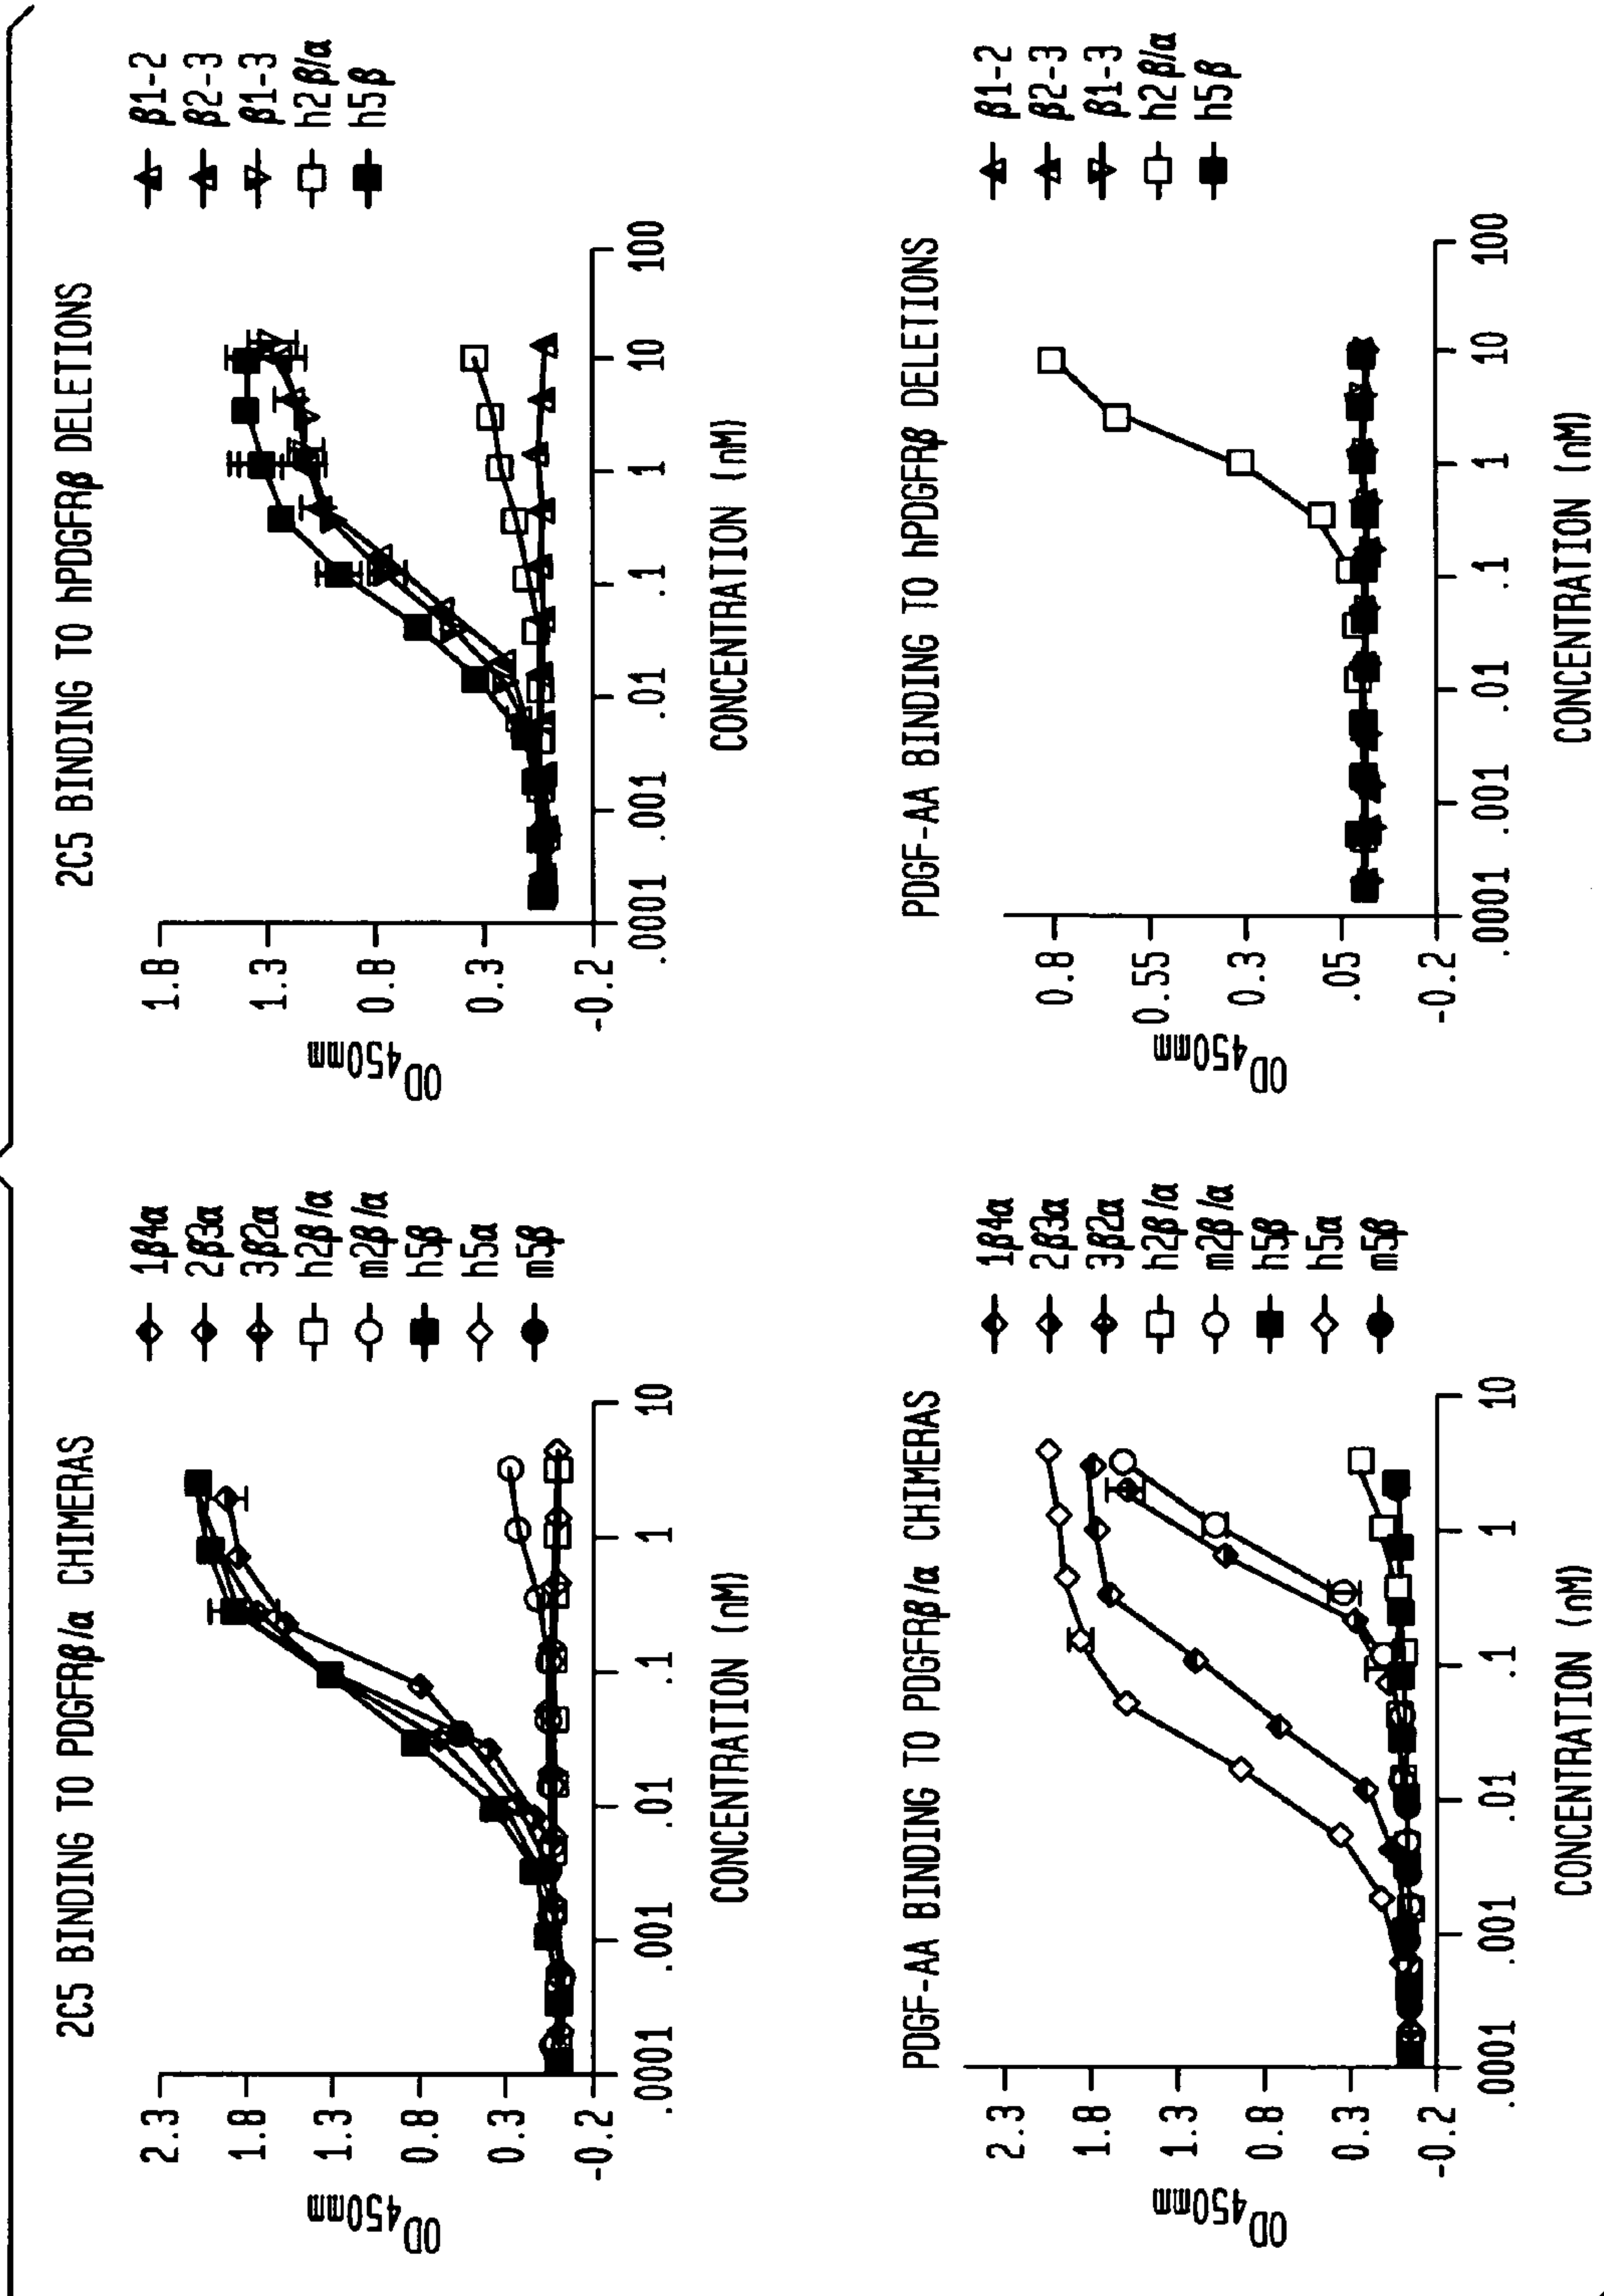 2C5 BINDING TO PDGFRβ/α CHIMERAS
OD450mm
2.3
1.8
1.3
0.8
0.3
-0.2
.0001
.001
.01
.1
1
10
CONCENTRATION (nM)
1β4α
2β3α
3β2α
h2β/α
m2β/α
h5β
h5α
m5β
2C5 BINDING TO hPDGFRβ DELETIONS
OD450mm
1.8
1.3
0.8
0.3
-0.2
.0001
.001
.01
.1
1
10
100
CONCENTRATION (nM)
β1-2
β2-3
β1-3
h2β/α
h5β
PDGF-AA BINDING TO PDGFRβ/α CHIMERAS
OD450mm
2.3
1.8
1.3
0.8
0.3
-0.2
.0001
.001
.01
.1
1
10
CONCENTRATION (nM)
1β4α
2β3α
3β2α
h2β/α
m2β/α
h5β
h5α
m5β
PDGF-AA BINDING TO hPDGFRβ DELETIONS
OD450mm
0.8
0.55
0.3
.05
-0.2
.0001
.001
.01
.1
1
10
100
CONCENTRATION (nM)
β1-2
β2-3
β1-3
h2β/α
h5β